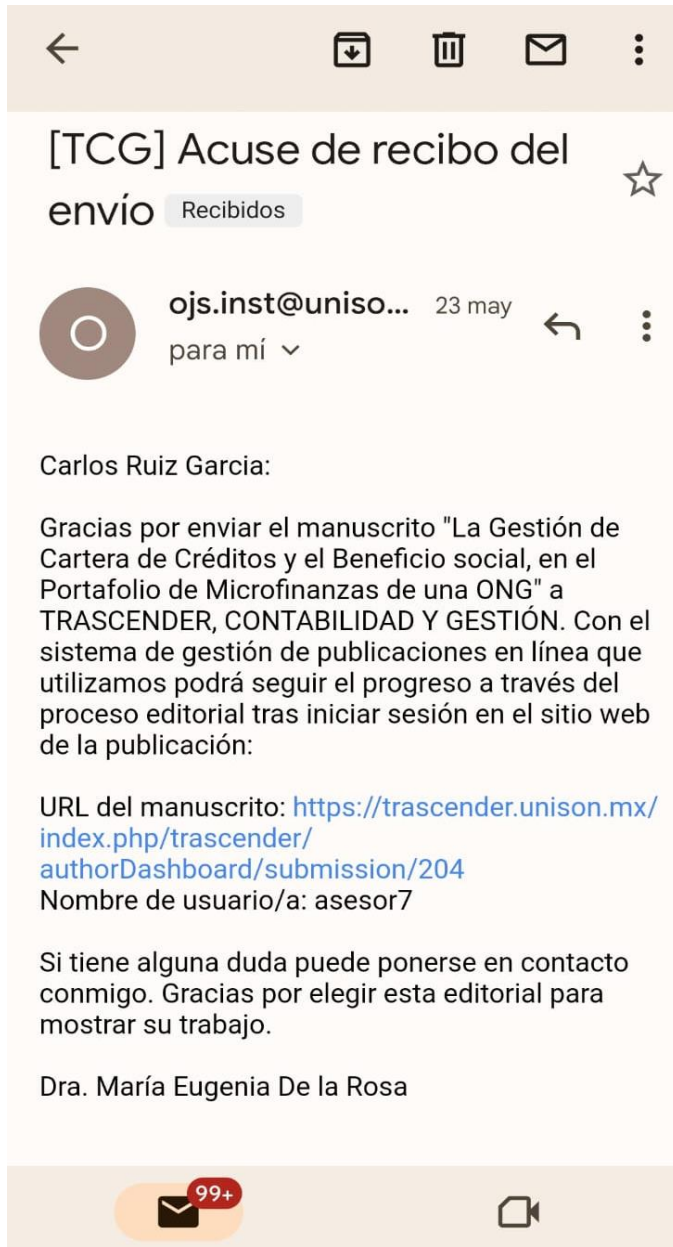 [TCG] Acuse de recibo del
envío Recibidos
O
ojs.inst@uniso... 23 may
para mí
Carlos Ruiz Garcia:
Gracias por enviar el manuscrito "La Gestión de
Cartera de Créditos y el Beneficio social, en el
Portafolio de Microfinanzas de una ONG" a
TRASCENDER, CONTABILIDAD Y GESTIÓN. Con el
sistema de gestión de publicaciones en línea que
utilizamos podrá seguir el progreso a través del
proceso editorial tras iniciar sesión en el sitio web
de la publicación:
URL del manuscrito: https://trascender.unison.mx/
index.php/trascender/
authorDashboard/submission/204
Nombre de usuario/a: asesor7
Si tiene alguna duda puede ponerse en contacto
conmigo. Gracias por elegir esta editorial para
mostrar su trabajo.
Dra. María Eugenia De la Rosa
99+